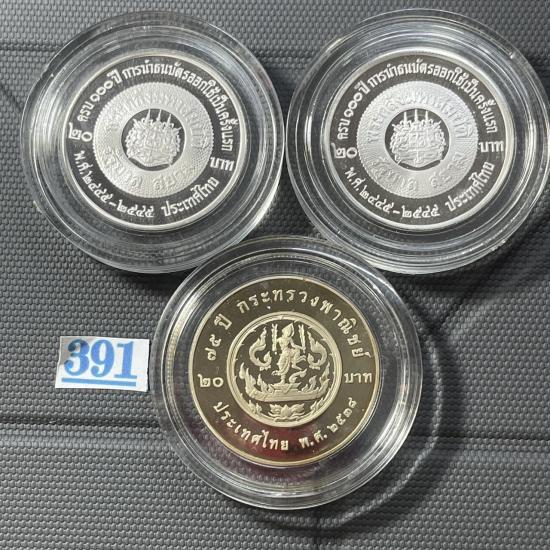 ครบ ๑๐๐ ปี การนำธนบัตรออกใช้เป็นครั้งแรก
๒๐
บาท
พ.ศ.๒๔๔๕-๒๕๔๕ ประเทศไทย
ครบ ๑๐๐ ปี การนำธนบัตรออกใช้เป็นครั้งแรก
๒๐
บาท
พ.ศ.๒๔๔๕-๒๕๔๕ ประเทศไทย
391
๗๕ ปี กระทรวงพาณิชย์
๒๐
บาท
ประเทศไทย พ.ศ. ๒๕๓๘